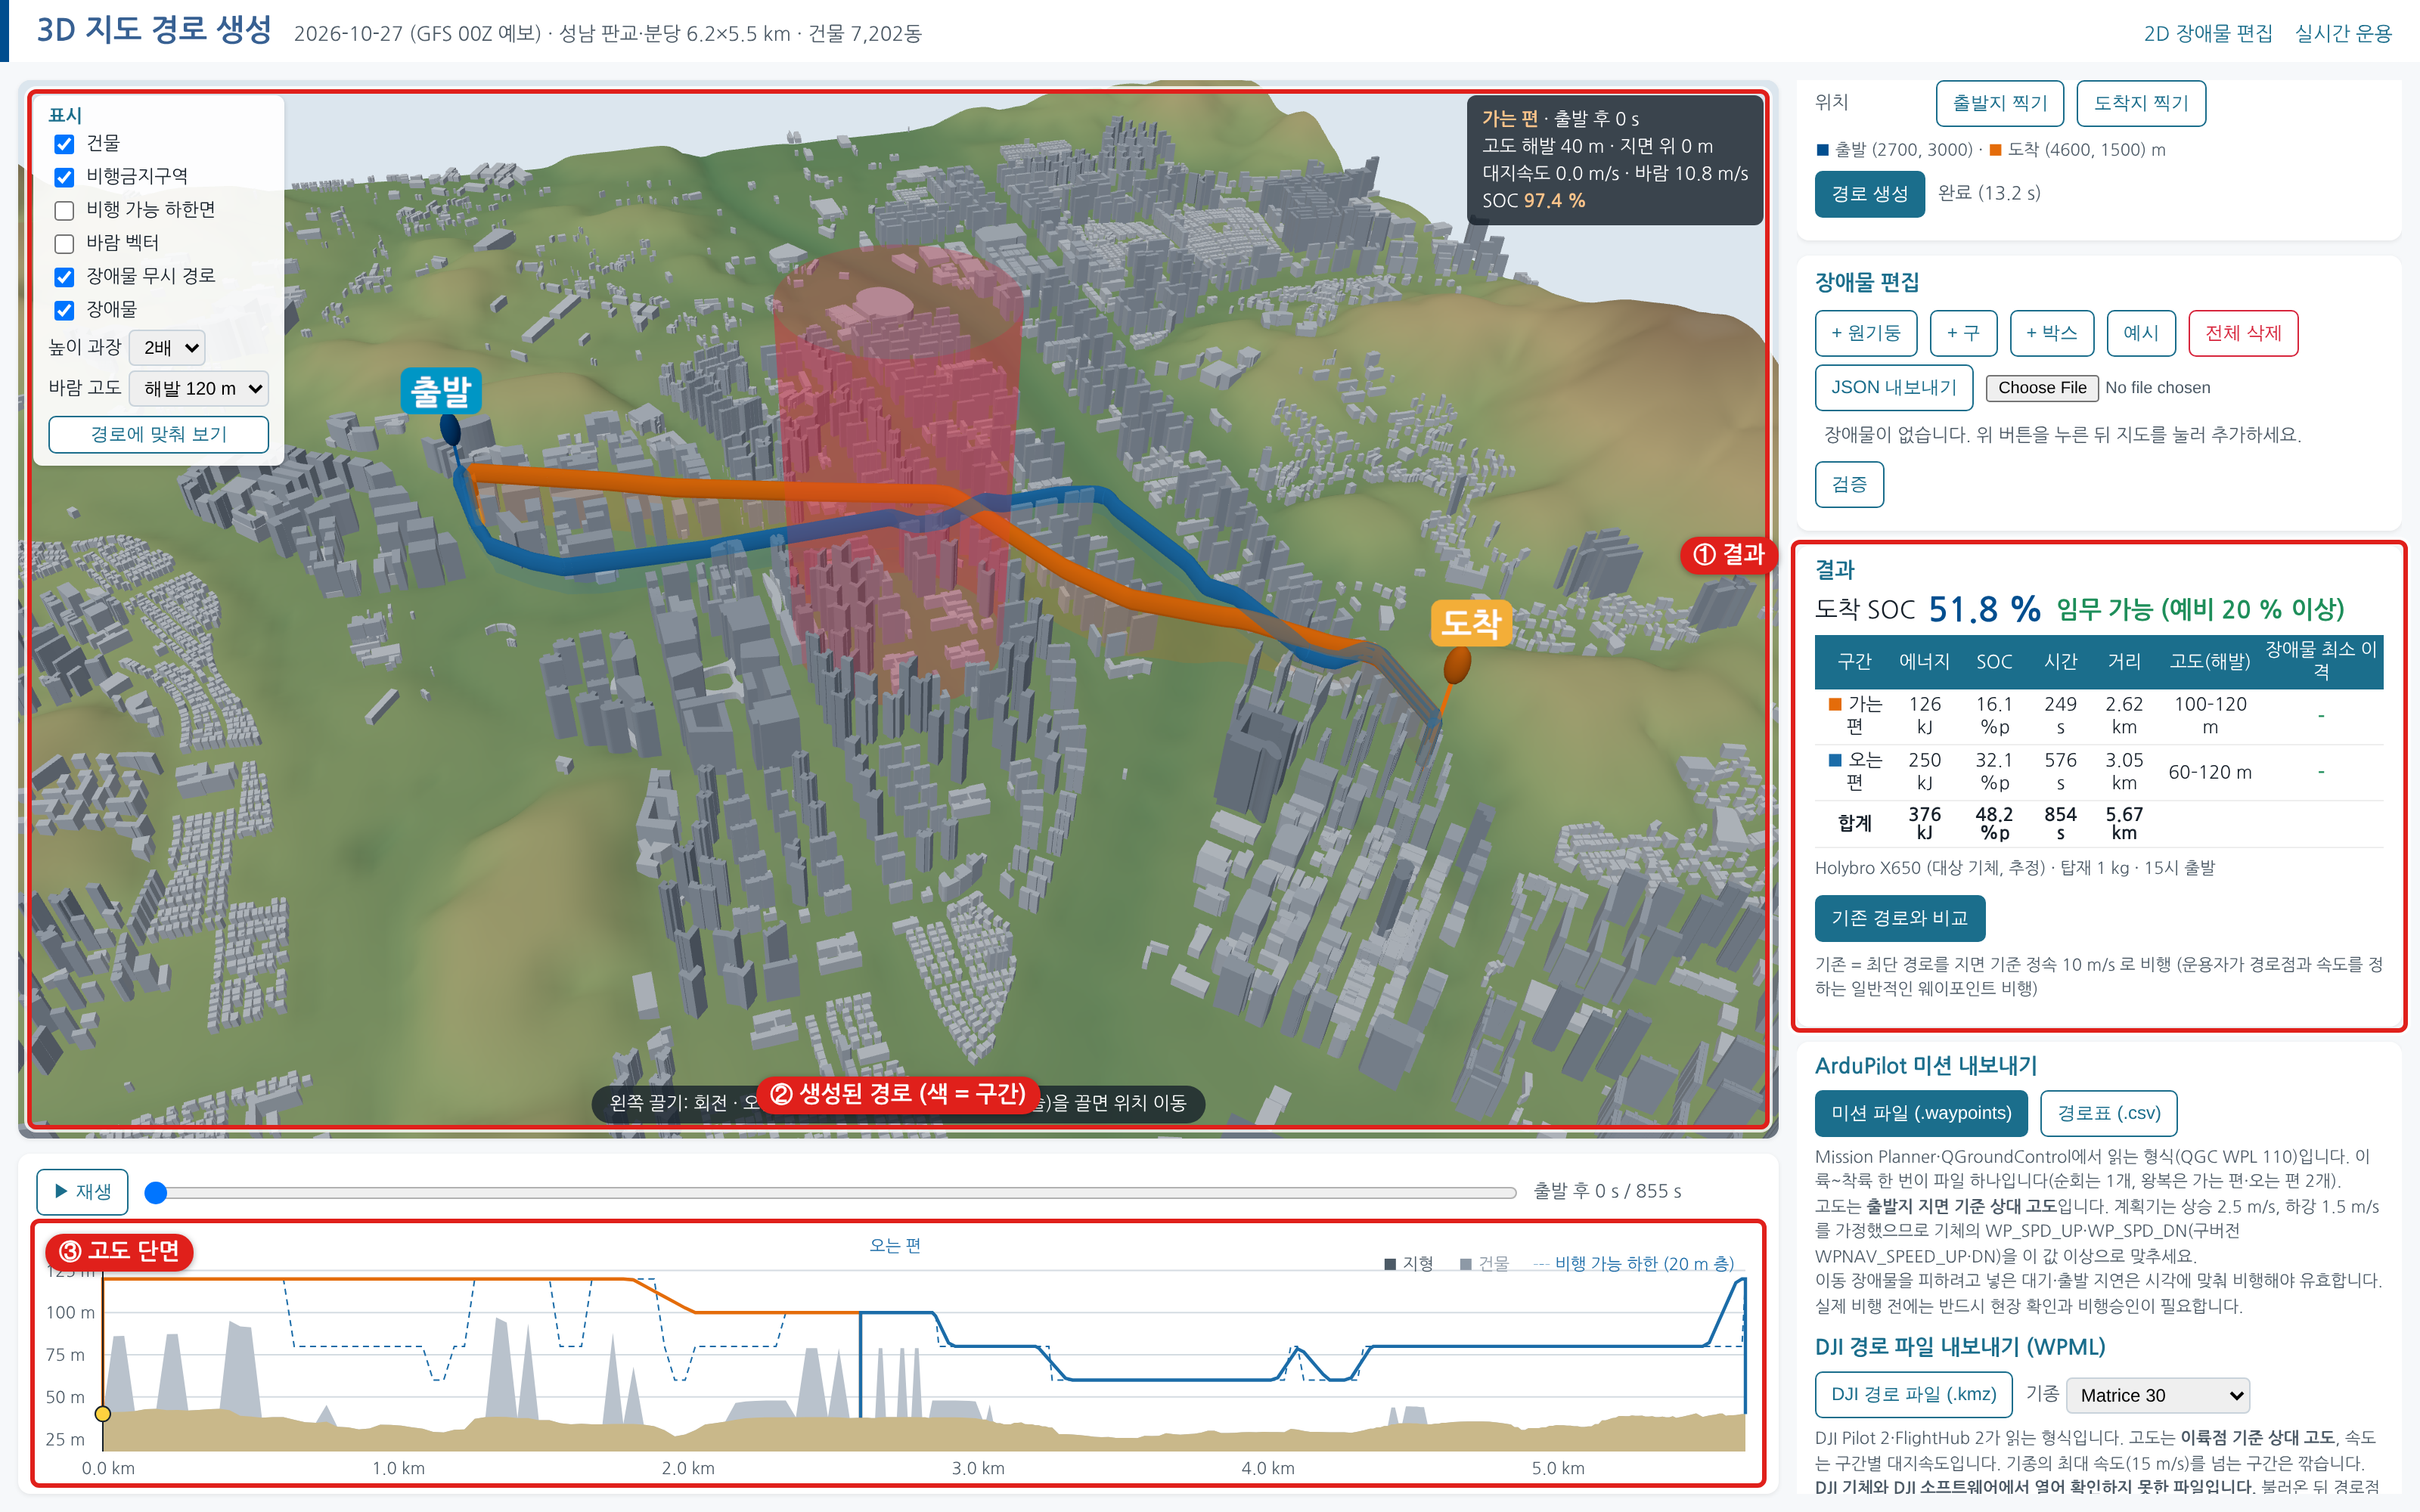 3D 지도 경로 생성 2026-10-27 (GFS 00Z 예보) · 성남 판교·분당 6.2×5.5 km · 건물 7,202동
2D 장애물 편집 실시간 운용
표시
건물
비행금지구역
비행 가능 하한면
바람 벡터
장애물 무시 경로
장애물
높이 과장 2배
바람 고도 해발 120 m
경로에 맞춰 보기
가는 편 · 출발 후 0 s
고도 해발 40 m · 지면 위 0 m
대지속도 0.0 m/s · 바람 10.8 m/s
SOC 97.4 %
출발
도착
① 결과
왼쪽 끌기: 회전 · 오
② 생성된 경로 (색 = 구간)
을 끌면 위치 이동
▶ 재생
출발 후 0 s / 855 s
③ 고도 단면
오는 편
지형 건물 --- 비행 가능 하한 (20 m 층)
125 m
100 m
75 m
50 m
25 m
0.0 km 1.0 km 2.0 km 3.0 km 4.0 km 5.0 km
위치 출발지 찍기 도착지 찍기
■ 출발 (2700, 3000) · ■ 도착 (4600, 1500) m
경로 생성 완료 (13.2 s)
장애물 편집
+ 원기둥 + 구 + 박스 예시 전체 삭제
JSON 내보내기 Choose File No file chosen
장애물이 없습니다. 위 버튼을 누른 뒤 지도를 눌러 추가하세요.
검증
결과
도착 SOC 51.8 % 임무 가능 (예비 20 % 이상)
구간 에너지 SOC 시간 거리 고도(해발) 장애물 최소 이격
■ 가는 편 126 kJ 16.1 %p 249 s 2.62 km 100-120 m -
■ 오는 편 250 kJ 32.1 %p 576 s 3.05 km 60-120 m -
합계 376 kJ 48.2 %p 854 s 5.67 km
Holybro X650 (대상 기체, 추정) · 탑재 1 kg · 15시 출발
기존 경로와 비교
기존 = 최단 경로를 지면 기준 정속 10 m/s 로 비행 (운용자가 경로점과 속도를 정
하는 일반적인 웨이포인트 비행)
ArduPilot 미션 내보내기
미션 파일 (.waypoints) 경로표 (.csv)
Mission Planner·QGroundControl에서 읽는 형식(QGC WPL 110)입니다. 이
륙~착륙 한 번이 파일 하나입니다(순회는 1개, 왕복은 가는 편·오는 편 2개).
고도는 출발지 지면 기준 상대 고도입니다. 계획기는 상승 2.5 m/s, 하강 1.5 m/s
를 가정했으므로 기체의 WP_SPD_UP·WP_SPD_DN(구버전
WPNAV_SPEED_UP·DN)을 이 값 이상으로 맞추세요.
이동 장애물을 피하려고 넣은 대기·출발 지연은 시각에 맞춰 비행해야 유효합니다.
실제 비행 전에는 반드시 현장 확인과 비행승인이 필요합니다.
DJI 경로 파일 내보내기 (WPML)
DJI 경로 파일 (.kmz) 기종 Matrice 30
DJI Pilot 2·FlightHub 2가 읽는 형식입니다. 고도는 이륙점 기준 상대 고도, 속도
는 구간별 대지속도입니다. 기종의 최대 속도(15 m/s)를 넘는 구간은 깎습니다.
DJI 기체와 DJI 소프트웨어에서 열어 확인하지 못한 파일입니다. 불러온 뒤 경로점